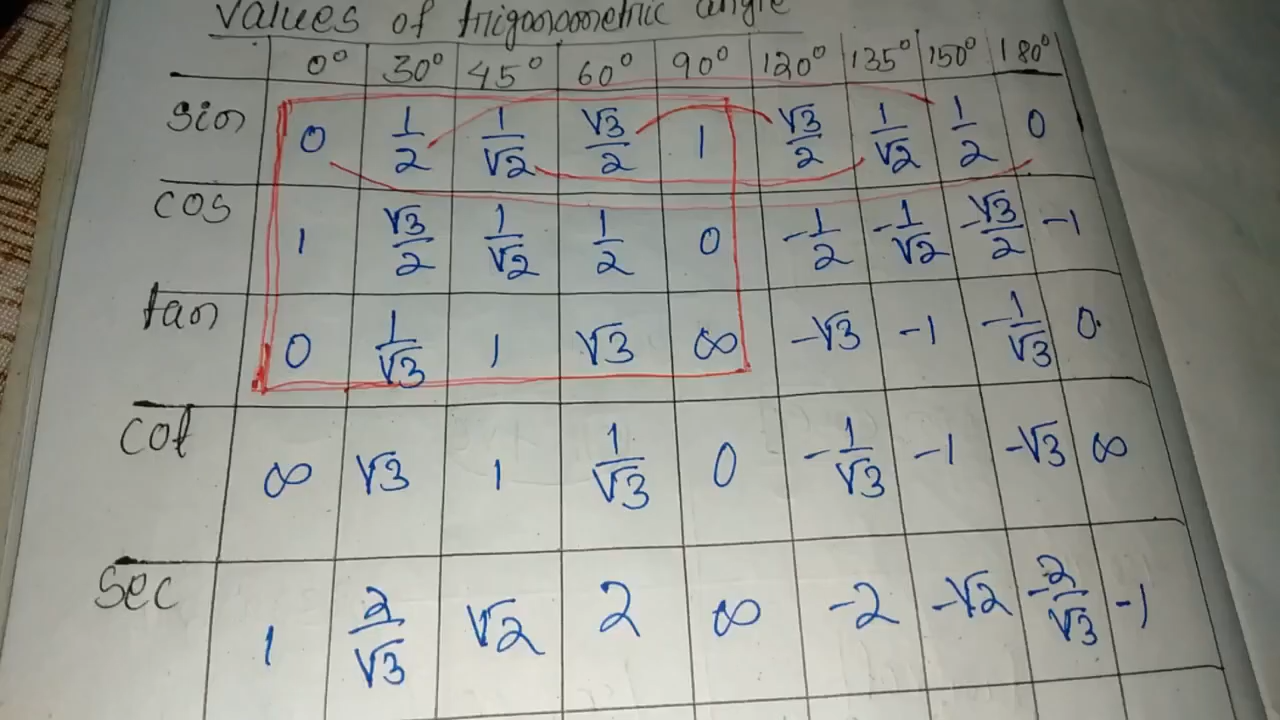 Values of trigonometric angle
0° 30° 45° 60° 90° 120° 135° 150° 180°
Sin 0 1/2 1/√2 √3/2 1 √3/2 1/√2 1/2 0
COS 1 √3/2 1/√2 1/2 0 -1/2 -1/√2 -√3/2 -1
tan 0 1/√3 1 √3 ∞ -√3 -1 -1/√3 0
Cot ∞ √3 1 1/√3 0 -1/√3 -1 -√3 ∞
Sec 1 2/√3 √2 2 ∞ -2 -√2 -2/√3 -1